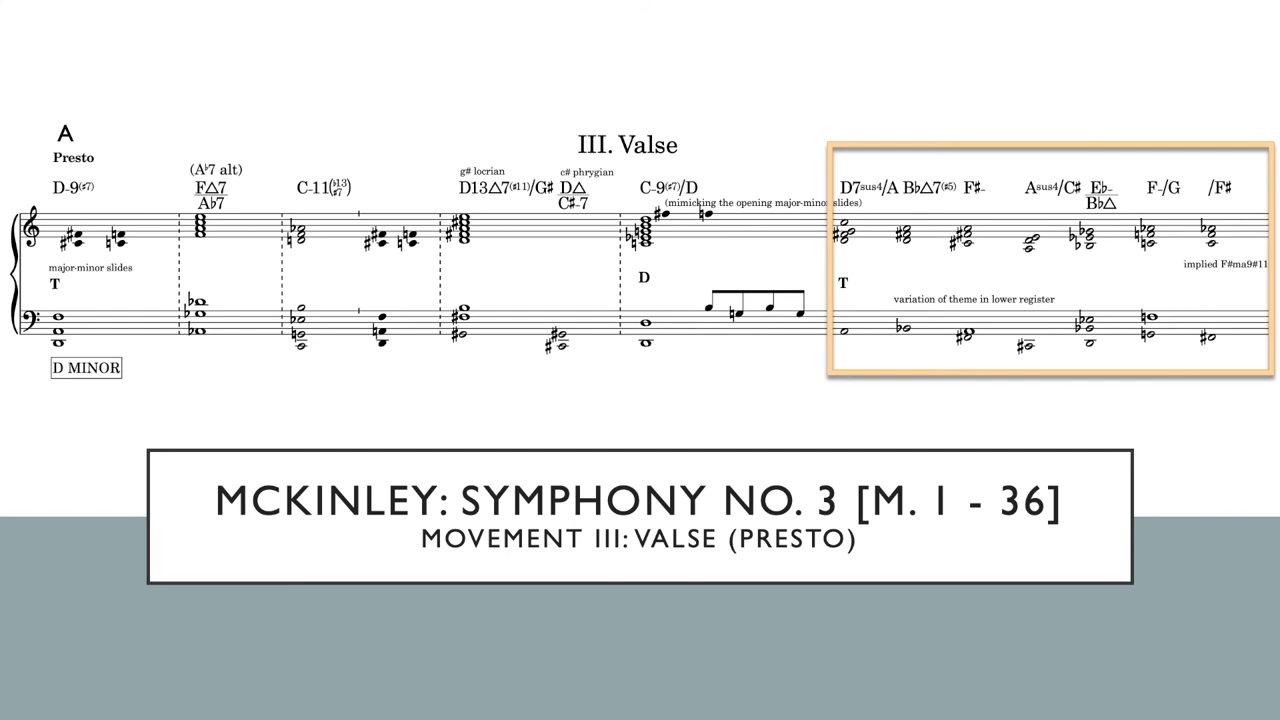 A
III. Valse
Presto
(A♭7 alt)
g# locrian
c# phrygian
D-9(♯7) F△7 C-11(♭13 ♯7) D13△7(♯11)/G♯ D△ C-9(♯7)/D D7sus4/A B♭△7(♯5) F♯- Asus4/C♯ E♭- F-/G /F♯
A♭7 C♯-7 B♭△
(mimicking the opening major-minor slides)
major-minor slides
implied F#ma9#11
T D T
variation of theme in lower register
D MINOR
MCKINLEY: SYMPHONY NO. 3 [M. 1 - 36]
MOVEMENT III: VALSE (PRESTO)